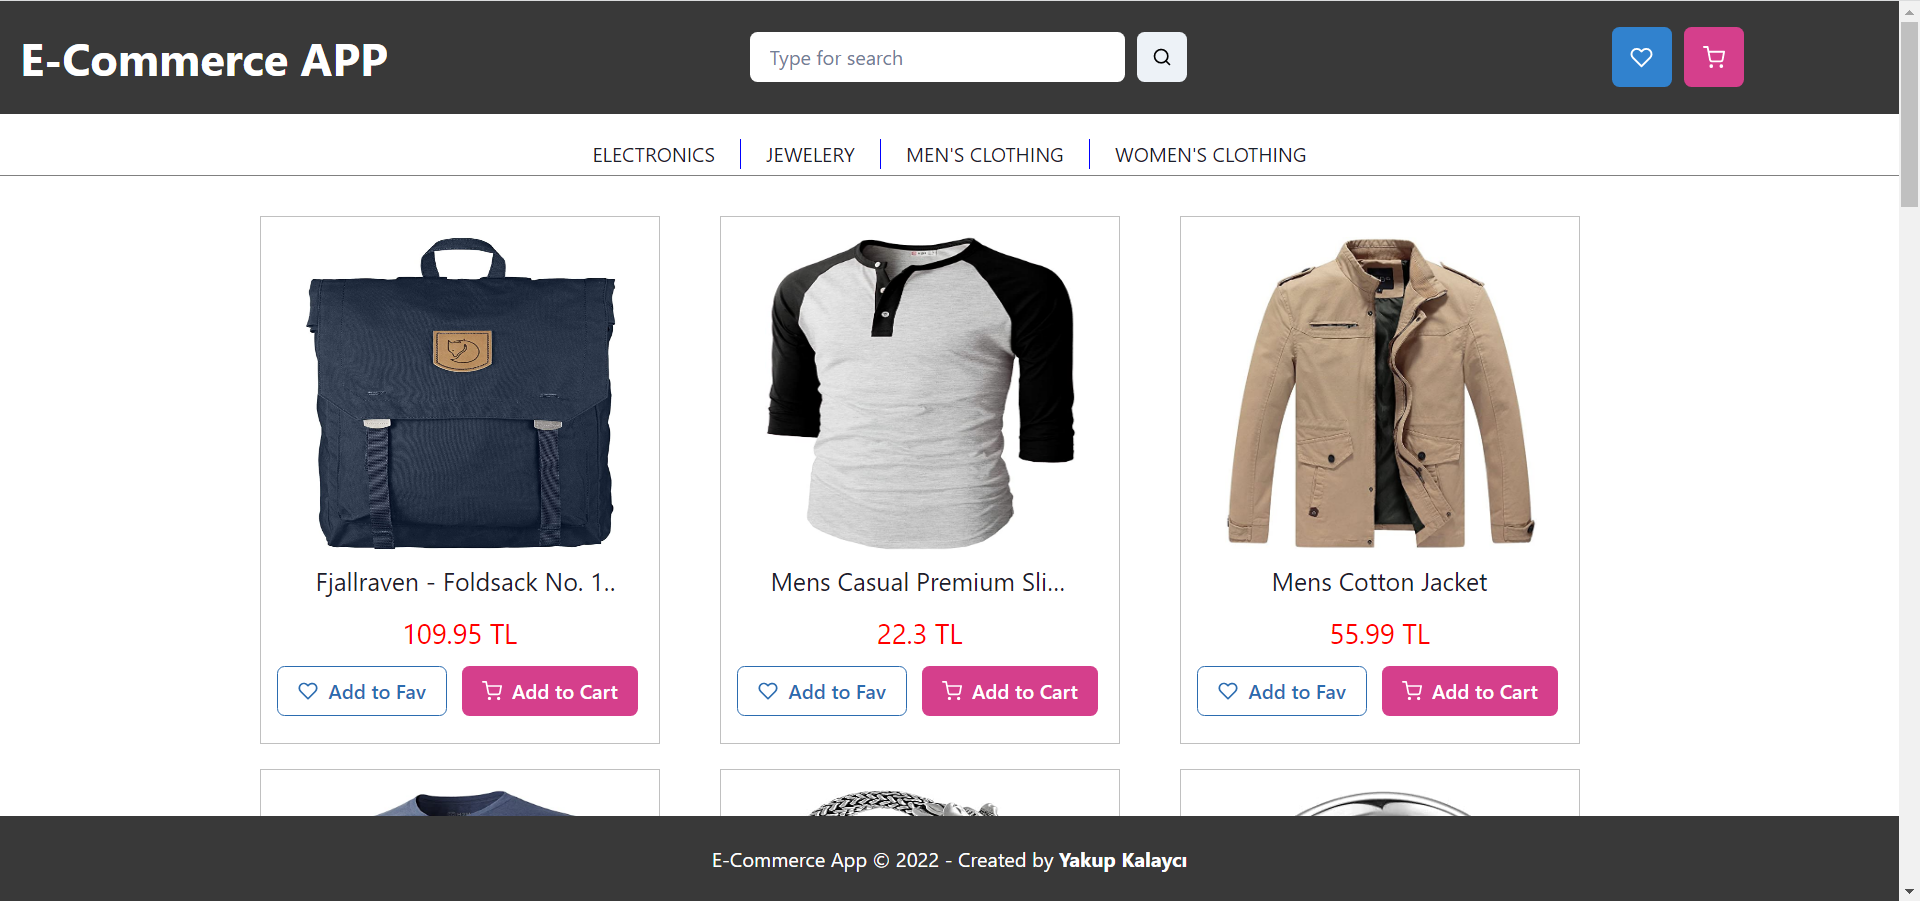 E-Commerce APP
Type for search
ELECTRONICS
JEWELERY
MEN'S CLOTHING
WOMEN'S CLOTHING
Fjallraven - Foldsack No. 1..
109.95 TL
Add to Fav
Add to Cart
Mens Casual Premium Sli...
22.3 TL
Add to Fav
Add to Cart
Mens Cotton Jacket
55.99 TL
Add to Fav
Add to Cart
E-Commerce App © 2022 - Created by Yakup Kalaycı